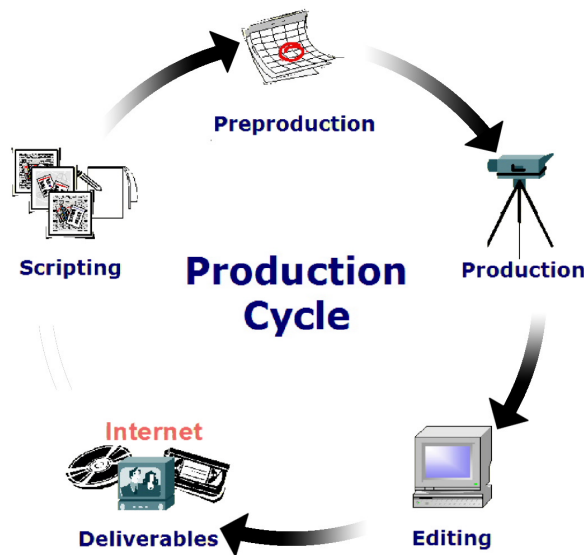 Preproduction
Scripting
Production
Production
Cycle
Internet
Deliverables
Editing